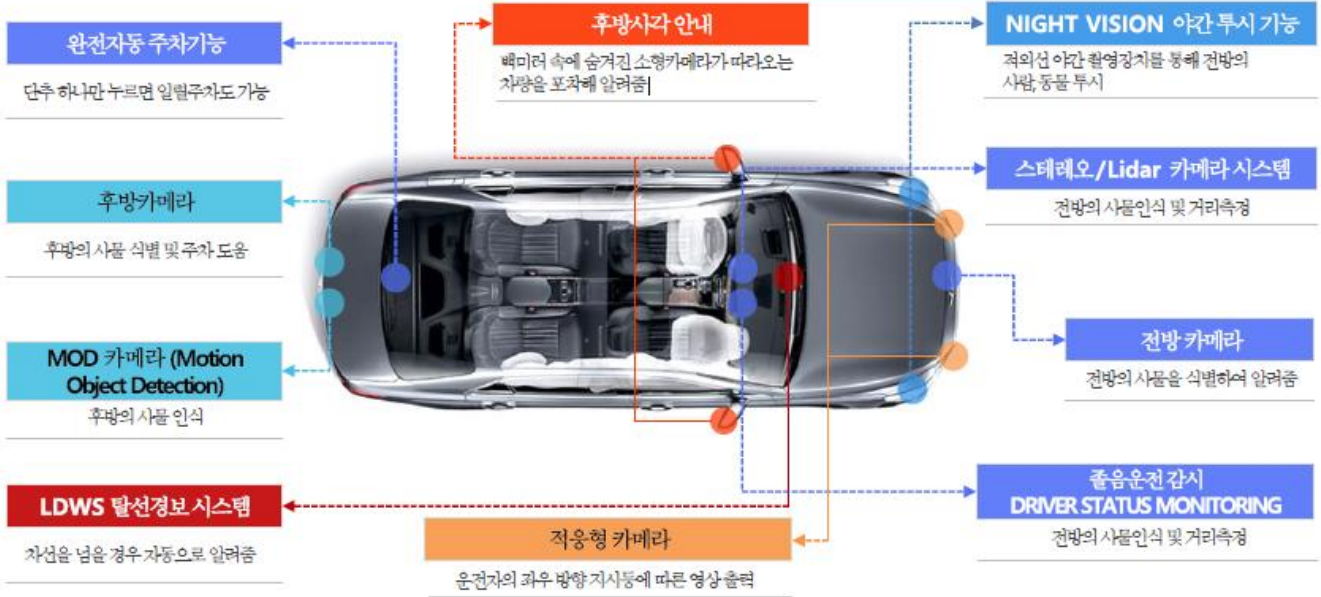 완전자동 주차기능
단추 하나만 누르면 일렬주차도 가능
후방사각 안내
백미러 속에 숨겨진 소형카메라가 따라오는
차량을 포착해 알려줌
NIGHT VISION 야간 투시 기능
적외선 야간 촬영장치를 통해 전방의
사람, 동물 투시
스테레오/Lidar 카메라 시스템
전방의 사물인식 및 거리측정
후방카메라
후방의 사물 식별 및 주차 도움
전방 카메라
전방의 사물을 식별하여 알려줌
MOD 카메라 (Motion
Object Detection)
후방의 사물 인식
LDWS 탈선경보 시스템
차선을 넘을 경우 자동으로 알려줌
적응형 카메라
운전자의 좌우 방향 지시등에 따른 영상 출력
졸음운전 감시
DRIVER STATUS MONITORING
전방의 사물인식 및 거리측정